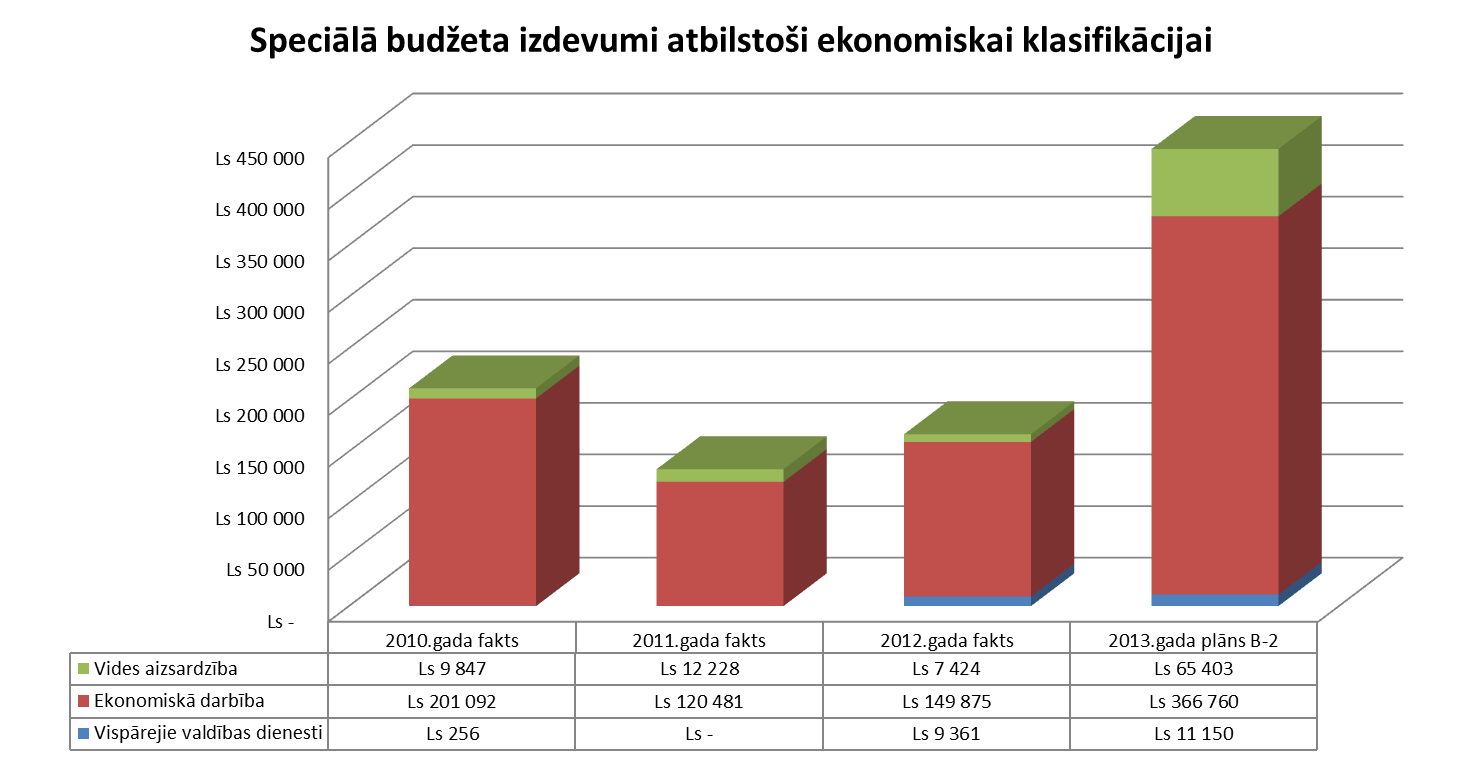 Speciālā budžeta izdevumi atbilstoši ekonomiskai klasifikācijai
Ls 450 000
Ls 400 000
Ls 350 000
Ls 300 000
Ls 250 000
Ls 200 000
Ls 150 000
Ls 100 000
Ls 50 000
Ls -
2010.gada fakts 2011.gada fakts 2012.gada fakts 2013.gada plāns B-2
Vides aizsardzība Ls 9 847 Ls 12 228 Ls 7 424 Ls 65 403
Ekonomiskā darbība Ls 201 092 Ls 120 481 Ls 149 875 Ls 366 760
Vispārejie valdības dienesti Ls 256 Ls - Ls 9 361 Ls 11 150